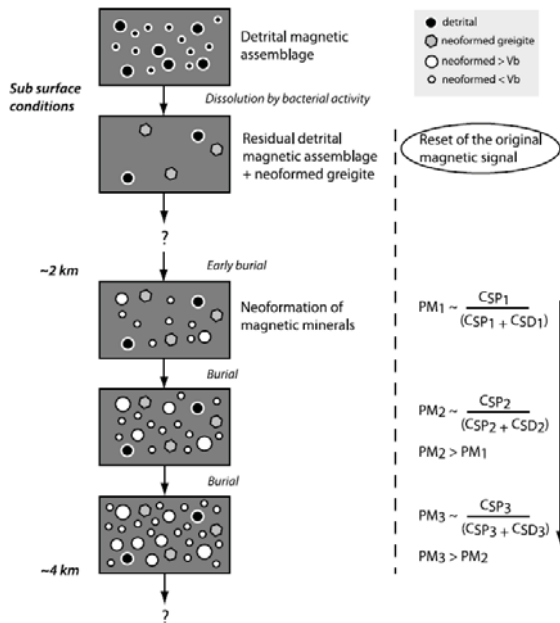 Detrital magnetic
assemblage
detrital
neoformed greigite
neoformed > Vb
neoformed < Vb
Sub surface
conditions
Dissolution by bacterial activity
Residual detrital
magnetic assemblage
+ neoformed greigite
Reset of the original
magnetic signal
?
~2 km
Early burial
Neoformation of
magnetic minerals
PM1 ~ CSP1
(CSP1 + CSD1)
Burial
PM2 ~ CSP2
(CSP2 + CSD2)
PM2 > PM1
Burial
PM3 ~ CSP3
(CSP3 + CSD3)
PM3 > PM2
~4 km
?